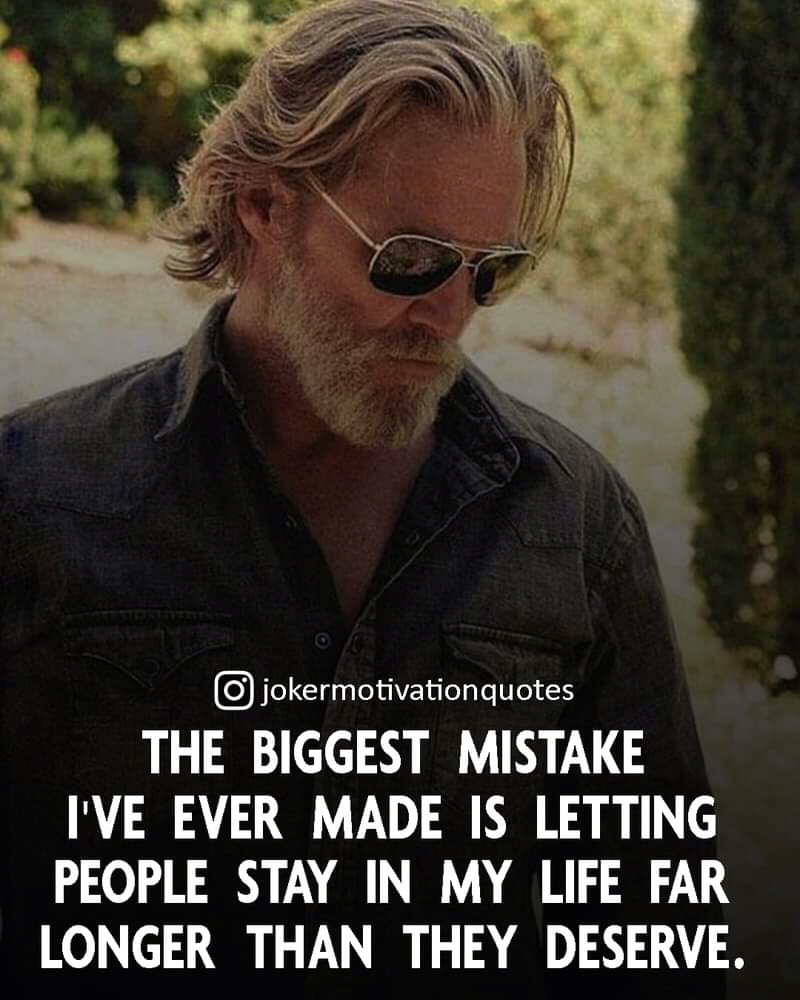 jokermotivationquotes
THE BIGGEST MISTAKE
I'VE EVER MADE IS LETTING
PEOPLE STAY IN MY LIFE FAR
LONGER THAN THEY DESERVE.